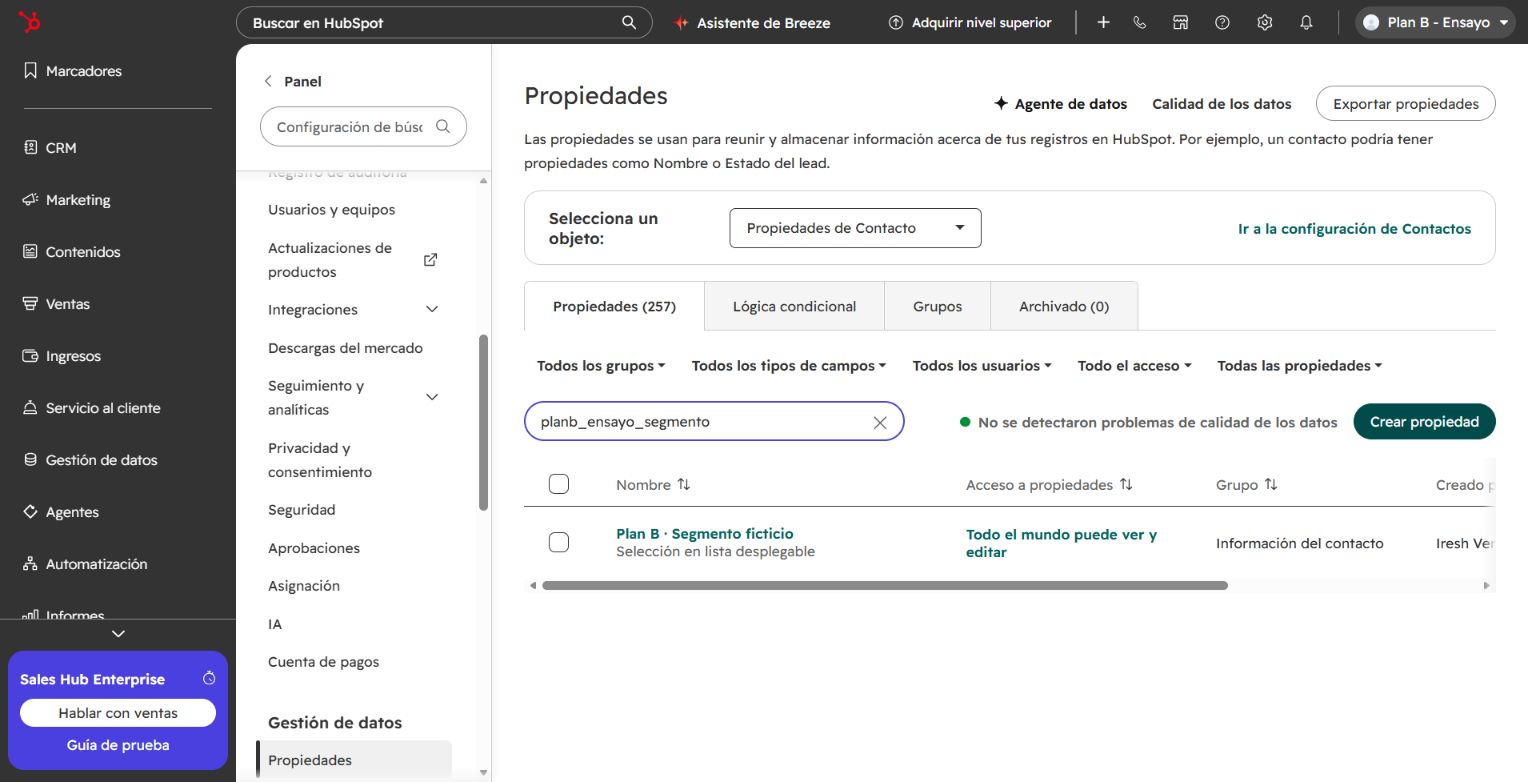 Buscar en HubSpot
Asistente de Breeze
Adquirir nivel superior
Plan B - Ensayo
Marcadores
CRM
Marketing
Contenidos
Ventas
Ingresos
Servicio al cliente
Gestión de datos
Agentes
Automatización
Informes
Sales Hub Enterprise
Hablar con ventas
Guía de prueba
Panel
Configuración de búsc
Registro de auditoría
Usuarios y equipos
Actualizaciones de
productos
Integraciones
Descargas del mercado
Seguimiento y
analíticas
Privacidad y
consentimiento
Seguridad
Aprobaciones
Asignación
IA
Cuenta de pagos
Gestión de datos
Propiedades
Propiedades
Agente de datos
Calidad de los datos
Exportar propiedades
Las propiedades se usan para reunir y almacenar información acerca de tus registros en HubSpot. Por ejemplo, un contacto podría tener
propiedades como Nombre o Estado del lead.
Selecciona un
objeto:
Propiedades de Contacto
Ir a la configuración de Contactos
Propiedades (257)
Lógica condicional
Grupos
Archivado (0)
Todos los grupos
Todos los tipos de campos
Todos los usuarios
Todo el acceso
Todas las propiedades
planb_ensayo_segmento
No se detectaron problemas de calidad de los datos
Crear propiedad
Nombre
Acceso a propiedades
Grupo
Creado p
Plan B · Segmento ficticio
Selección en lista desplegable
Todo el mundo puede ver y
editar
Información del contacto
Iresh Ver